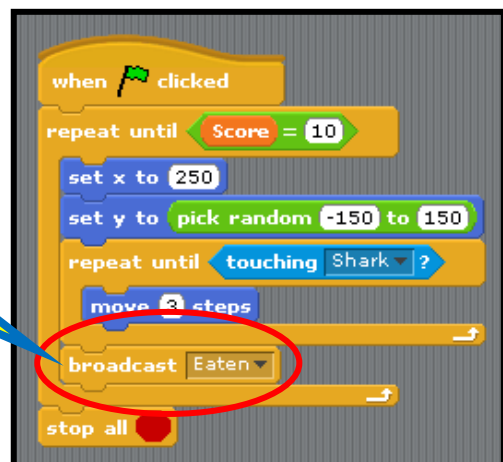 when clicked
repeat until Score = 10
set x to 250
set y to pick random -150 to 150
repeat until touching Shark ?
move 3 steps
broadcast Eaten
stop all